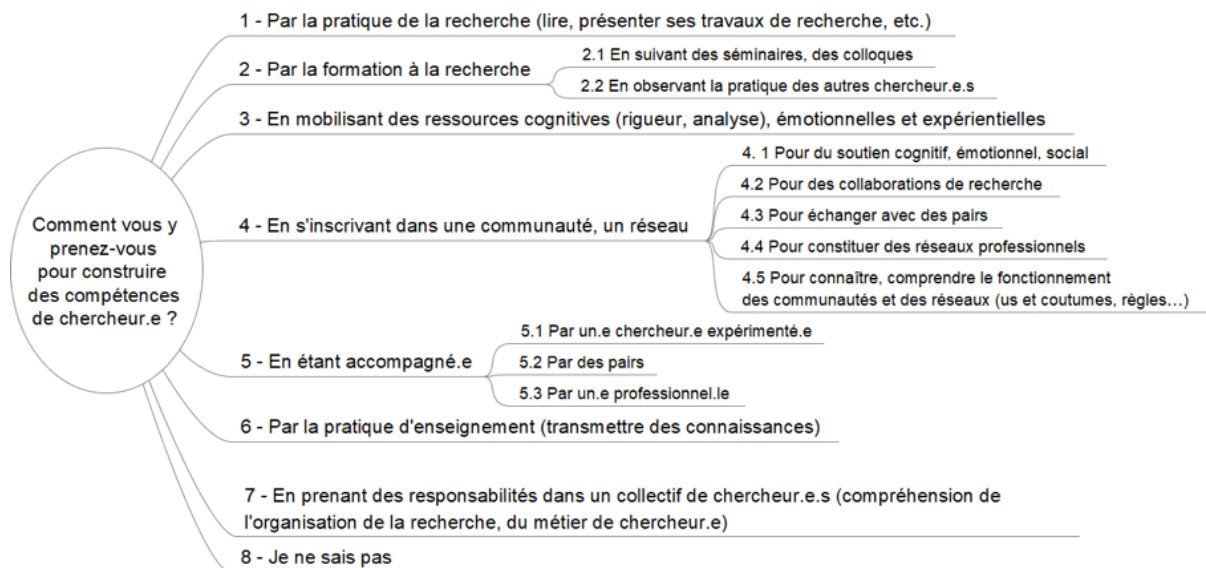 Comment vous y
prenez-vous
pour construire
des compétences
de chercheur.e ?
1 - Par la pratique de la recherche (lire, présenter ses travaux de recherche, etc.)
2 - Par la formation à la recherche
2.1 En suivant des séminaires, des colloques
2.2 En observant la pratique des autres chercheur.e.s
3 - En mobilisant des ressources cognitives (rigueur, analyse), émotionnelles et expérientielles
4 - En s'inscrivant dans une communauté, un réseau
4. 1 Pour du soutien cognitif, émotionnel, social
4.2 Pour des collaborations de recherche
4.3 Pour échanger avec des pairs
4.4 Pour constituer des réseaux professionnels
4.5 Pour connaître, comprendre le fonctionnement
des communautés et des réseaux (us et coutumes, règles…)
5 - En étant accompagné.e
5.1 Par un.e chercheur.e expérimenté.e
5.2 Par des pairs
5.3 Par un.e professionnel.le
6 - Par la pratique d'enseignement (transmettre des connaissances)
7 - En prenant des responsabilités dans un collectif de chercheur.e.s (compréhension de
l'organisation de la recherche, du métier de chercheur.e)
8 - Je ne sais pas